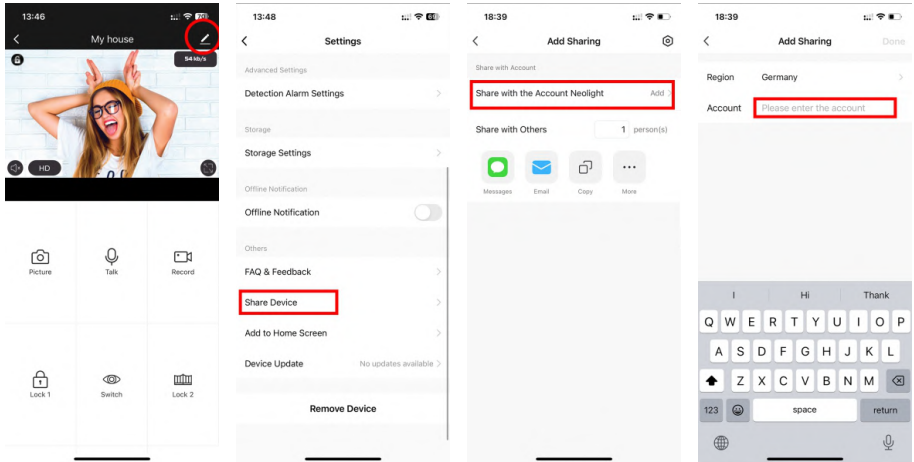 13:46
My house
54 kb/s
HD
Picture
Talk
Record
Lock 1
Switch
Lock 2
13:48
Settings
Advanced Settings
Detection Alarm Settings
Storage
Storage Settings
Offline Notification
Offline Notification
Others
FAQ & Feedback
Share Device
Add to Home Screen
Device Update No updates available
Remove Device
18:39
Add Sharing
Share with Account
Share with the Account Neolight Add
Share with Others 1 person(s)
Messages Email Copy More
18:39
Add Sharing Done
Region Germany
Account Please enter the account
I Hi Thank
Q W E R T Y U I O P
A S D F G H J K L
Z X C V B N M
123 space return